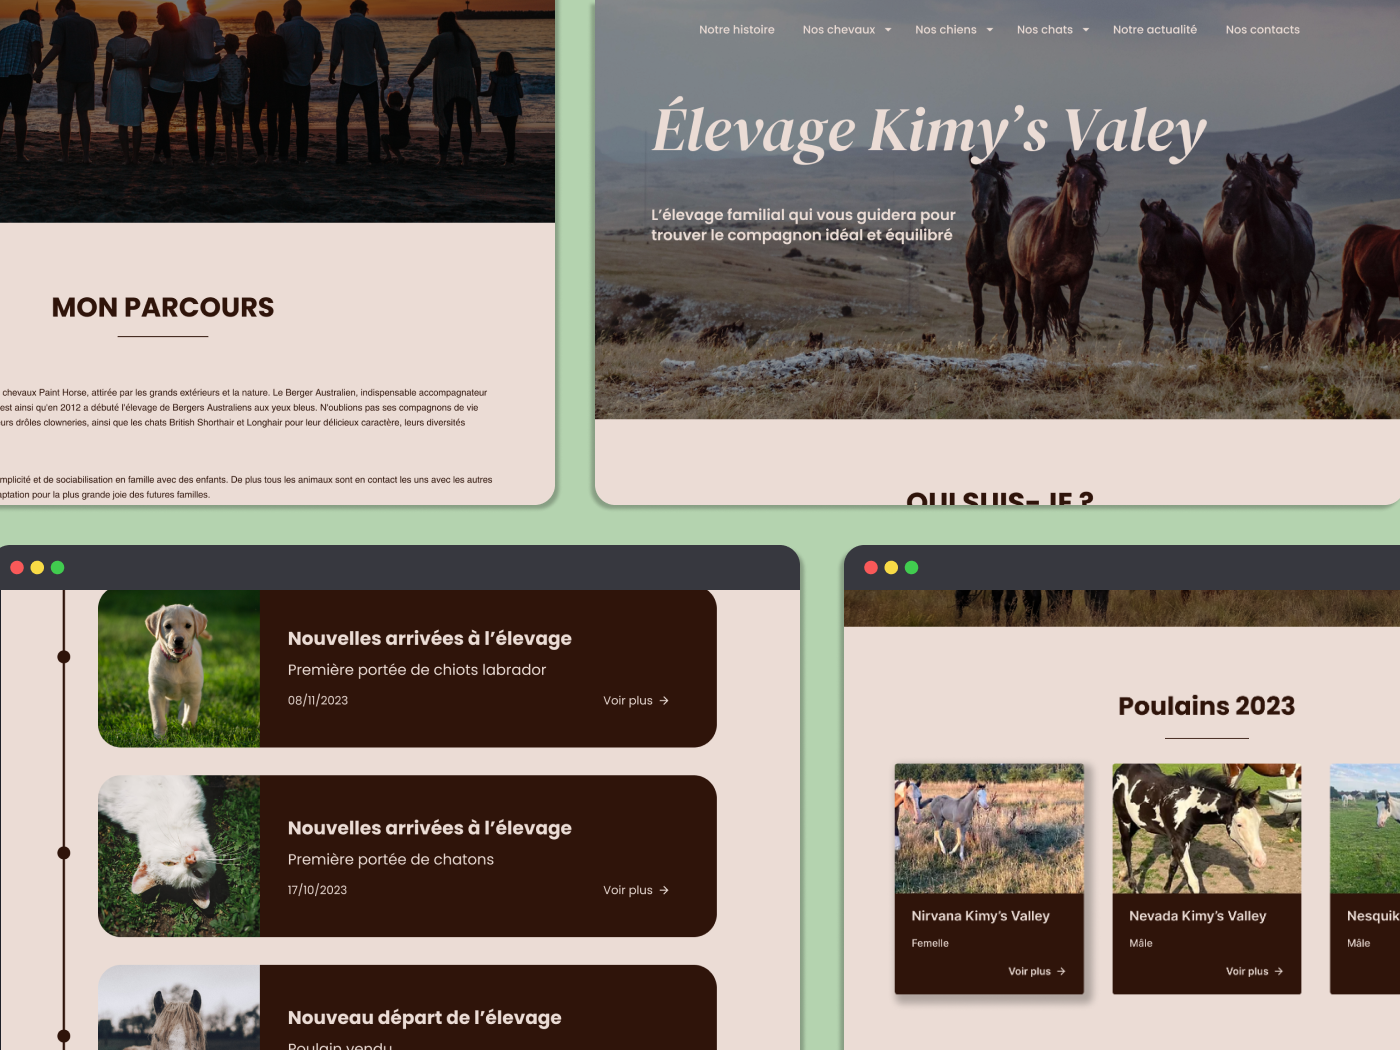 MON PARCOURS
chevaux Paint Horse, attirée par les grands extérieurs et la nature. Le Berger Australien, indispensable accompagnateur
est ainsi qu'en 2012 a débuté l'élevage de Bergers Australiens aux yeux bleus. N'oublions pas ses compagnons de vie
urs drôles clowneries, ainsi que les chats British Shorthair et Longhair pour leur délicieux caractère, leurs diversités
mplicité et de sociabilisation en famille avec des enfants. De plus tous les animaux sont en contact les uns avec les autres
aptation pour la plus grande joie des futures familles.
Notre histoire Nos chevaux Nos chiens Nos chats Notre actualité Nos contacts
Élevage Kimy’s Valey
L’élevage familial qui vous guidera pour
trouver le compagnon idéal et équilibré
QUI SUIS-JE ?
Nouvelles arrivées à l’élevage
Première portée de chiots labrador
08/11/2023 Voir plus →
Nouvelles arrivées à l’élevage
Première portée de chatons
17/10/2023 Voir plus →
Nouveau départ de l’élevage
Poulain vendu
Poulains 2023
Nirvana Kimy’s Valley
Femelle
Voir plus →
Nevada Kimy’s Valley
Mâle
Voir plus →
Nesquik
Mâle